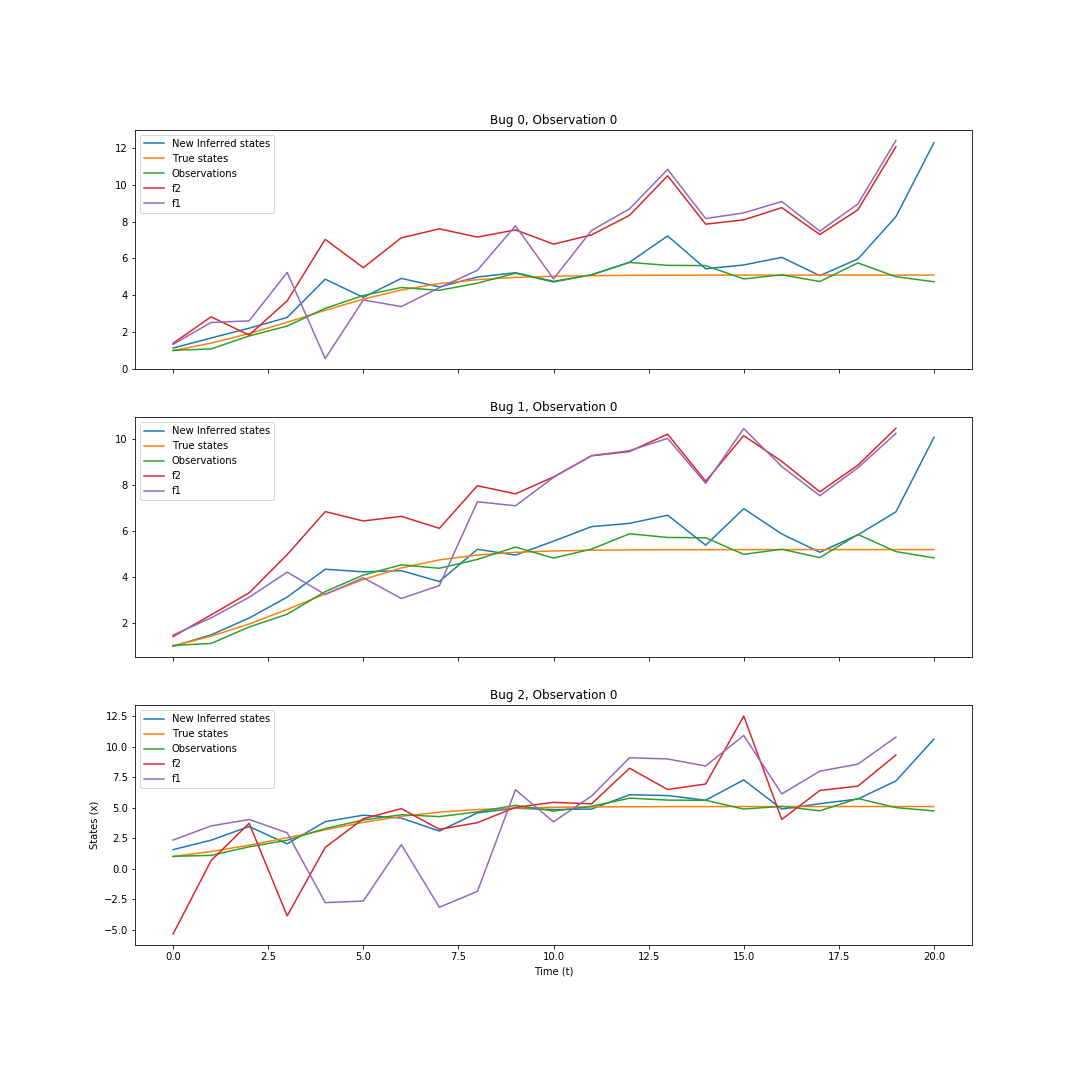 Bug 0, Observation 0
New Inferred states
True states
Observations
f2
f1
12
10
8
6
4
2
0
Bug 1, Observation 0
New Inferred states
True states
Observations
f2
f1
10
8
6
4
2
Bug 2, Observation 0
New Inferred states
True states
Observations
f2
f1
12.5
10.0
7.5
5.0
2.5
0.0
−2.5
−5.0
States (x)
0.0 2.5 5.0 7.5 10.0 12.5 15.0 17.5 20.0
Time (t)